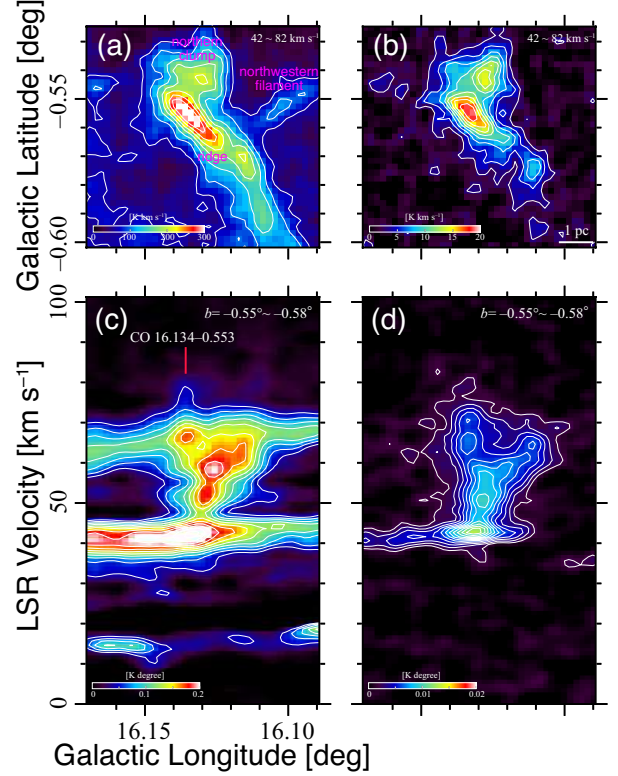 (a)
northern
clump
42 ~ 82 km s⁻¹
northwestern
filament
ridge
[K km s⁻¹]
0 100 200 300
(b)
42 ~ 82 km s⁻¹
[K km s⁻¹]
0 5 10 15 20
1 pc
Galactic Latitude [deg]
−0.55
−0.60
(c)
b= −0.55°~ −0.58°
CO 16.134–0.553
[K degree]
0 0.1 0.2
(d)
b= −0.55°~ −0.58°
[K degree]
0 0.01 0.02
LSR Velocity [km s⁻¹]
100
50
0
16.15 16.10
Galactic Longitude [deg]